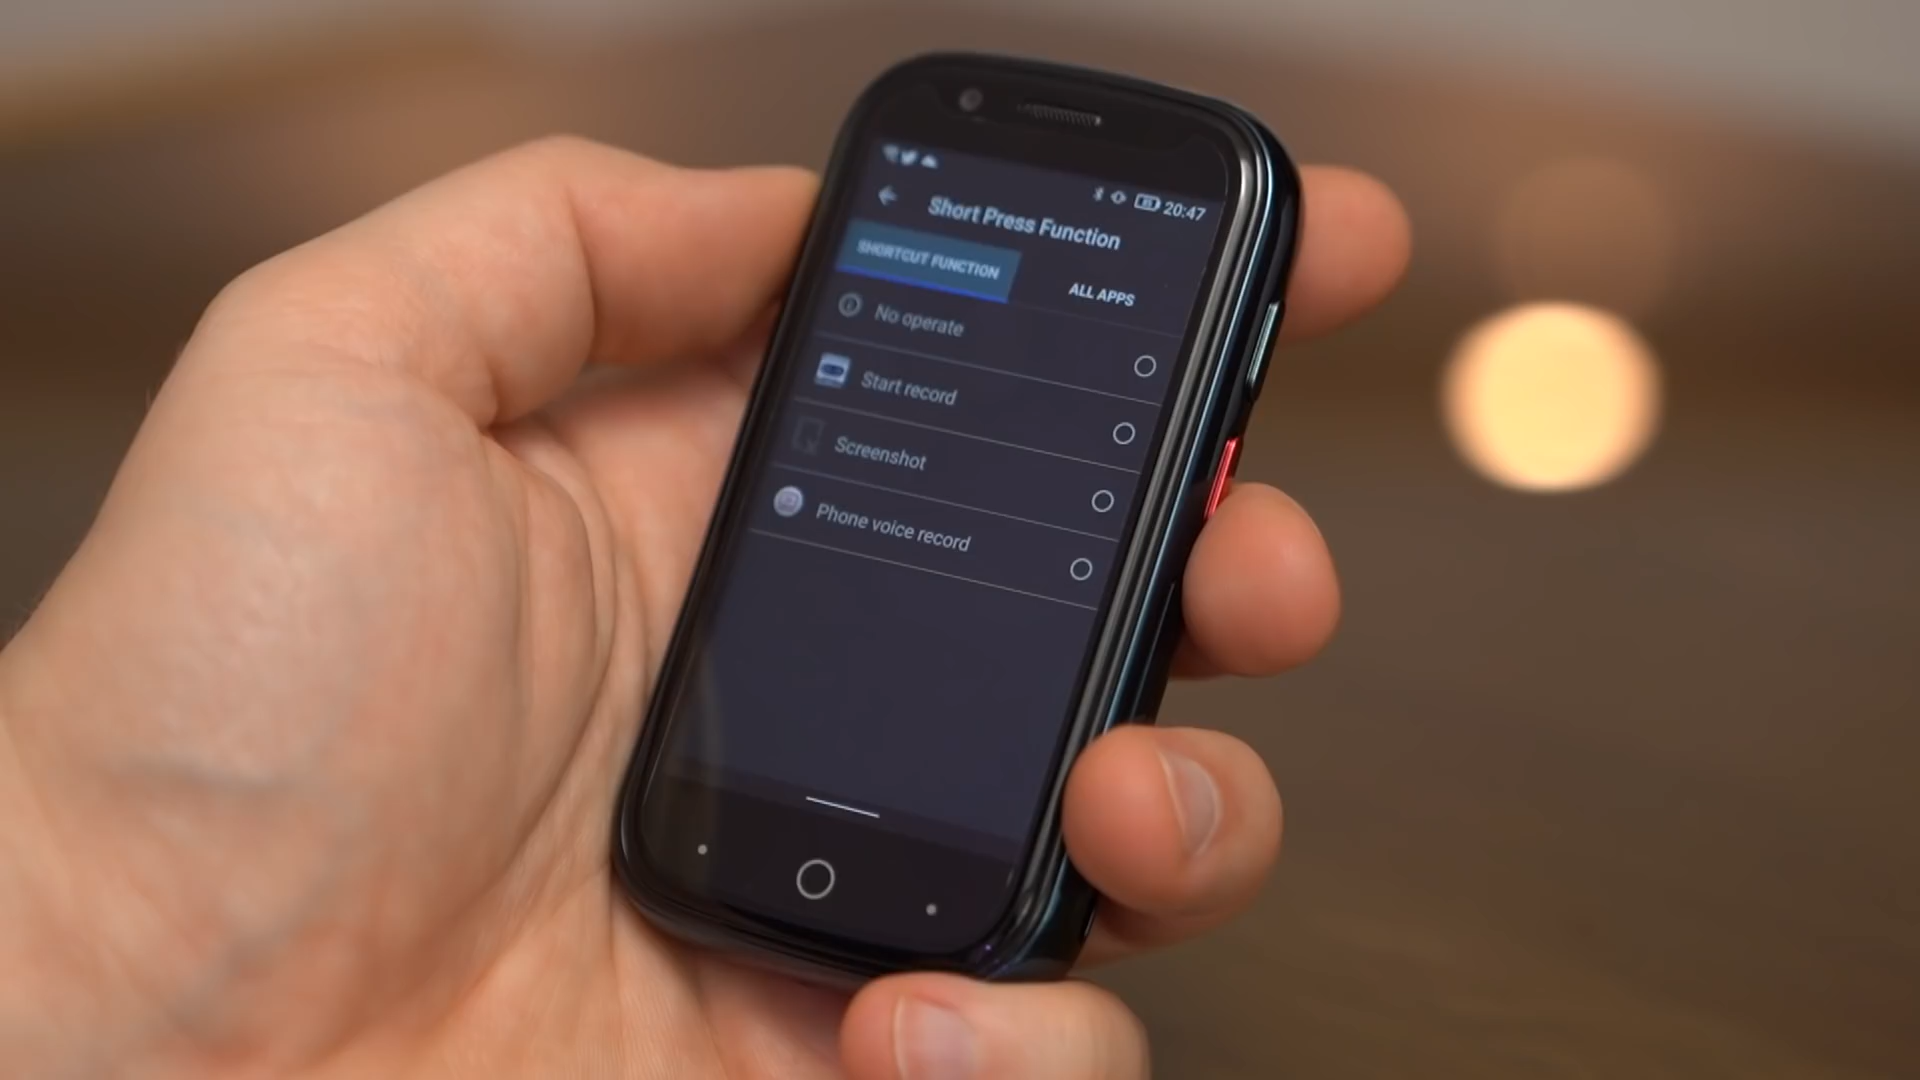 20:47
Short Press Function
SHORTCUT FUNCTION
ALL APPS
No operate
Start record
Screenshot
Phone voice record